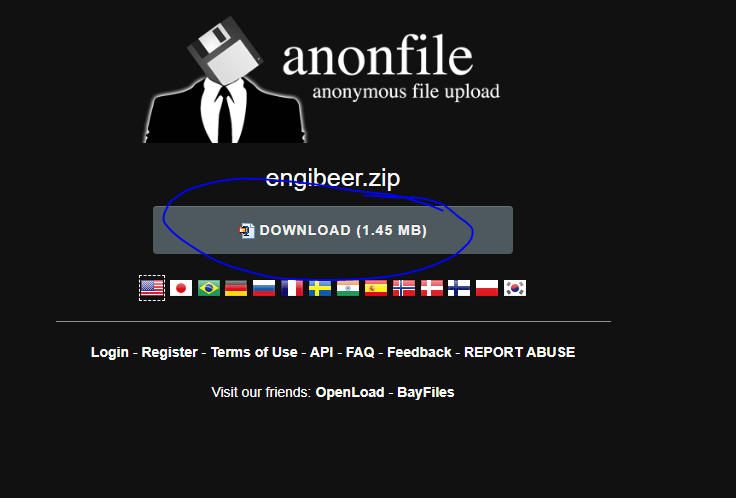 anonfile
anonymous file upload
engibeer.zip
DOWNLOAD (1.45 MB)
Login - Register - Terms of Use - API - FAQ - Feedback - REPORT ABUSE
Visit our friends: OpenLoad - BayFiles